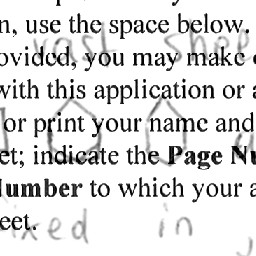 n, use the space below.
vast shee
ovided, you may make
with this application or a
or print your name and
et; indicate the Page Nu
Number to which your a
eet.
xed in